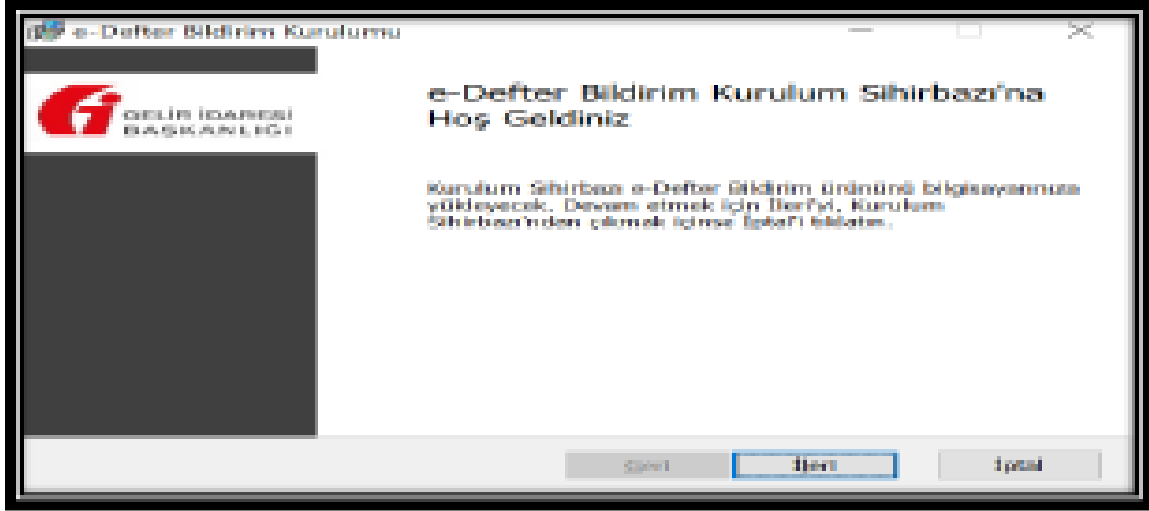 e-Defter Bildirim Kurulumu
GELİR İDARESİ
BAŞKANLIĞI
e-Defter Bildirim Kurulum Sihirbazı'na
Hoş Geldiniz
Kurulum Sihirbazı e-Defter Bildirim ürününü bilgisayarınıza
yükleyecek. Devam etmek için İleri'yi, Kurulum
Sihirbazı'ndan çıkmak içinse İptal'i tıklatın.
Geri
İleri
İptal